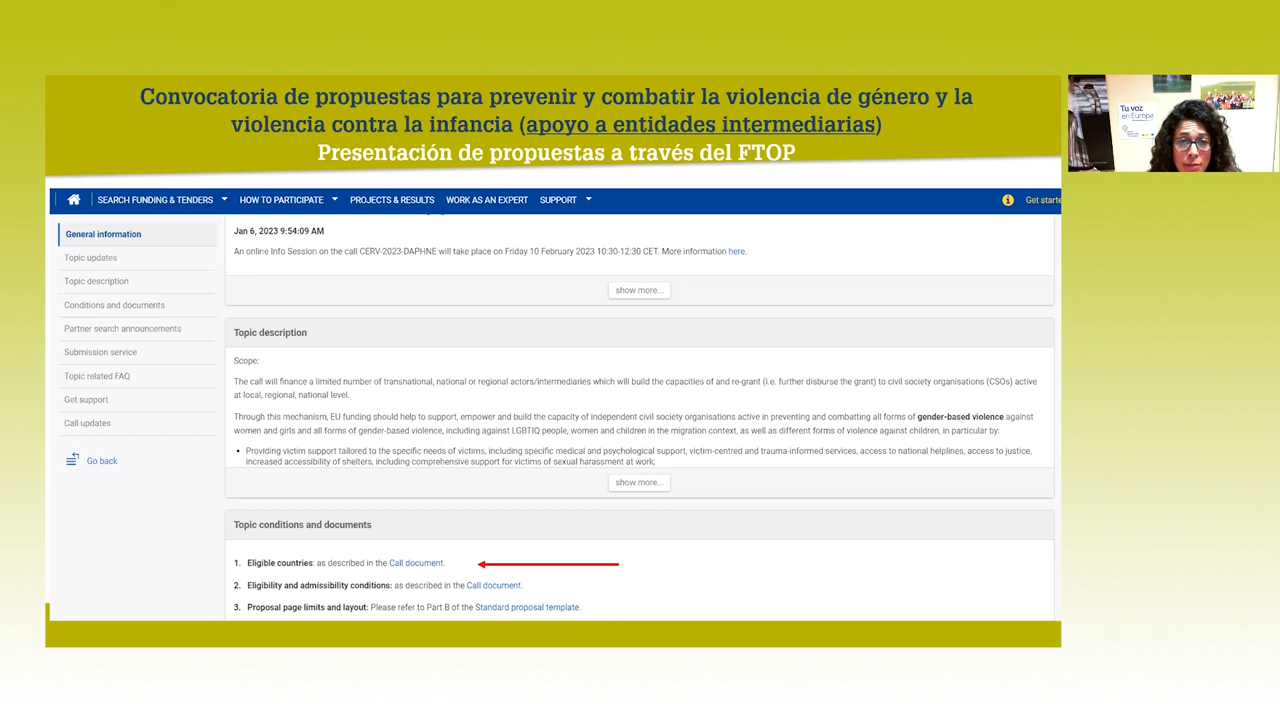 Convocatoria de propuestas para prevenir y combatir la violencia de género y la
violencia contra la infancia (apoyo a entidades intermediarias)
Presentación de propuestas a través del FTOP
Tu voz
en Europa
SEARCH FUNDING & TENDERS
HOW TO PARTICIPATE
PROJECTS & RESULTS
WORK AS AN EXPERT
SUPPORT
Get starte
General information
Topic updates
Topic description
Conditions and documents
Partner search announcements
Submission service
Topic related FAQ
Get support
Call updates
Go back
Jan 6, 2023 9:54:09 AM
An online Info Session on the call CERV-2023-DAPHNE will take place on Friday 10 February 2023 10:30-12:30 CET. More information here.
show more...
Topic description
Scope:
The call will finance a limited number of transnational, national or regional actors/intermediaries which will build the capacities of and re-grant (i.e. further disburse the grant) to civil society organisations (CSOs) active
at local, regional, national level.
Through this mechanism, EU funding should help to support, empower and build the capacity of independent civil society organisations active in preventing and combatting all forms of gender-based violence against
women and girls and all forms of gender-based violence, including against LGBTIQ people, women and children in the migration context, as well as different forms of violence against children, in particular by:
• Providing victim support tailored to the specific needs of victims, including specific medical and psychological support, victim-centred and trauma-informed services, access to national helplines, access to justice,
increased accessibility of shelters, including comprehensive support for victims of sexual harassment at work;
show more...
Topic conditions and documents
1. Eligible countries: as described in the Call document.
2. Eligibility and admissibility conditions: as described in the Call document.
3. Proposal page limits and layout: Please refer to Part B of the Standard proposal template.